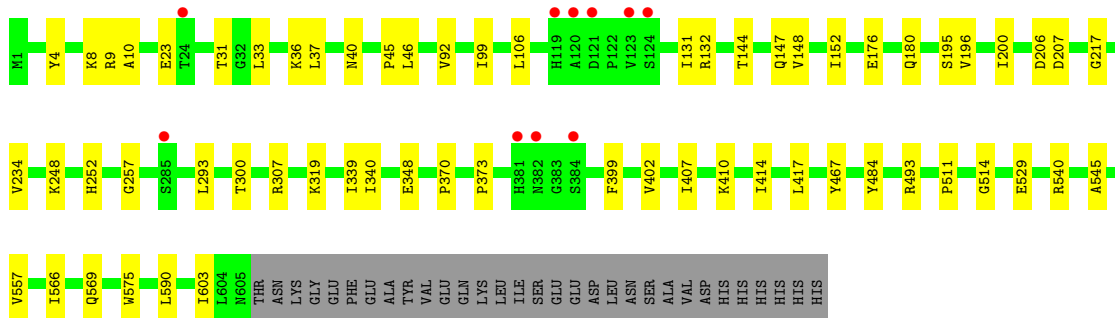 M1 Y4 K8 R9 A10 E23 T24 T31 G32 L33 K36 L37 N40 P45 L46 V92 I99 L106 H119 A120 D121 P122 V123 S124 I131 R132 T144 Q147 V148 I152 E176 Q180 S195 V196 I200 D206 D207 G217
V234 K248 H252 G257 S285 L293 T300 R307 K319 I339 I340 E348 P370 P373 H381 N382 G383 S384 F399 V402 I407 K410 I414 L417 Y467 Y484 R493 P511 G514 E529 R540 A545
V557 I566 Q569 W575 L590 I603 L604 N605 THR ASN LYS GLY GLU PHE GLU ALA TYR VAL GLU GLN LYS LEU ILE SER GLU GLU ASP LEU ASN SER ALA VAL ASP HIS HIS HIS HIS HIS HIS